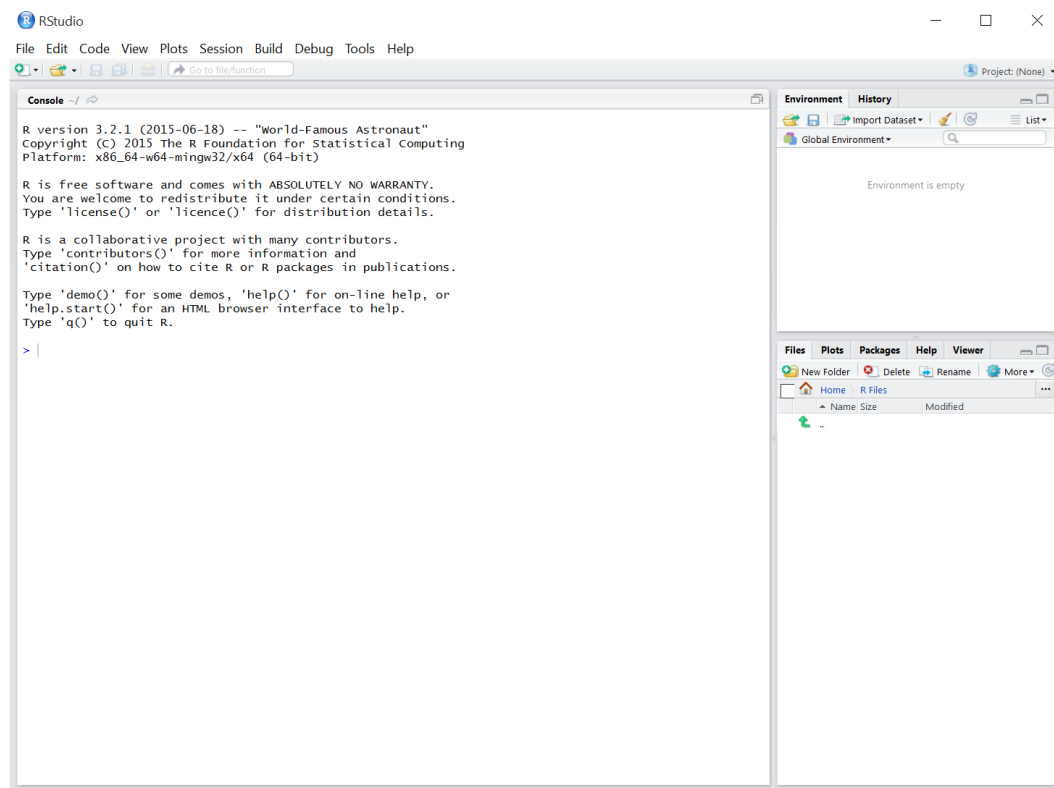 RStudio
File Edit Code View Plots Session Build Debug Tools Help
Go to file/function
Project: (None)
Console ~/
R version 3.2.1 (2015-06-18) -- "World-Famous Astronaut"
Copyright (C) 2015 The R Foundation for Statistical Computing
Platform: x86_64-w64-mingw32/x64 (64-bit)
R is free software and comes with ABSOLUTELY NO WARRANTY.
You are welcome to redistribute it under certain conditions.
Type 'license()' or 'licence()' for distribution details.
R is a collaborative project with many contributors.
Type 'contributors()' for more information and
'citation()' on how to cite R or R packages in publications.
Type 'demo()' for some demos, 'help()' for on-line help, or
'help.start()' for an HTML browser interface to help.
Type 'q()' to quit R.
>
Environment History
Import Dataset List
Global Environment
Environment is empty
Files Plots Packages Help Viewer
New Folder Delete Rename More
Home R Files ...
Name Size Modified
..